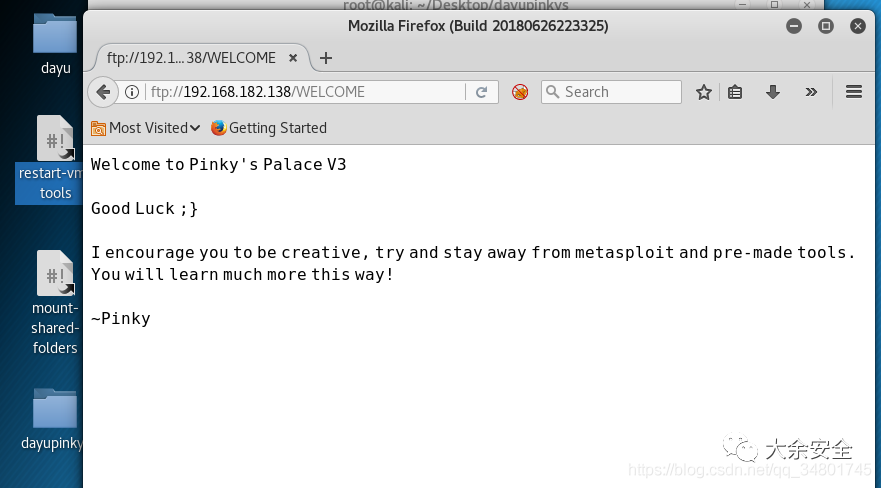 root@kali: ~/Desktop/dayupinkys
Mozilla Firefox (Build 20180626223325)
ftp://192.1...38/WELCOME
ftp://192.168.182.138/WELCOME
Search
Most Visited
Getting Started
Welcome to Pinky's Palace V3
Good Luck ;}
I encourage you to be creative, try and stay away from metasploit and pre-made tools.
You will learn much more this way!
~Pinky
dayu
#!
restart-vm
tools
#!
mount-
shared-
folders
dayupinky
大余安全
https://blog.csdn.net/qq_34801745